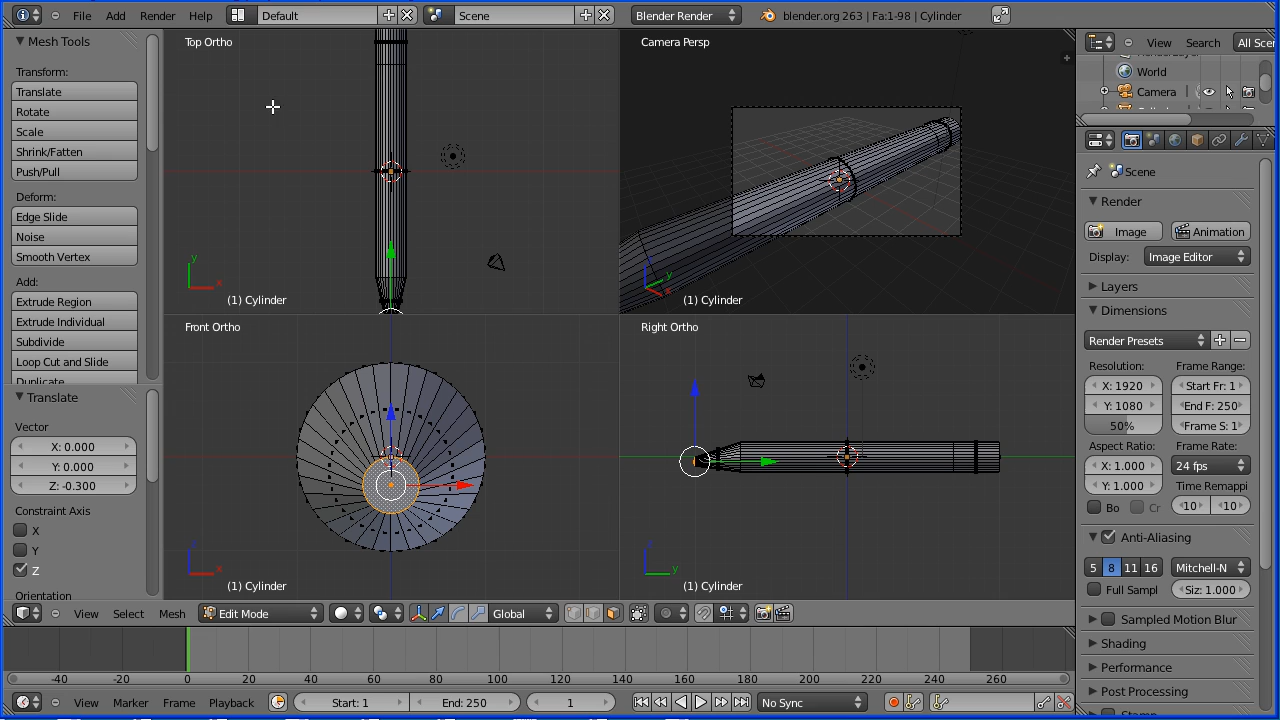 File Add Render Help Default Scene Blender Render blender.org 263 | Fa:1-98 | Cylinder
Mesh Tools
Transform:
Translate
Rotate
Scale
Shrink/Fatten
Push/Pull
Deform:
Edge Slide
Noise
Smooth Vertex
Add:
Extrude Region
Extrude Individual
Subdivide
Loop Cut and Slide
Duplicate
Translate
Vector
X: 0.000
Y: 0.000
Z: -0.300
Constraint Axis
X
Y
Z
Orientation
Top Ortho
y
x
(1) Cylinder
Camera Persp
y
x
(1) Cylinder
Front Ortho
z
x
(1) Cylinder
Right Ortho
z
y
(1) Cylinder
View Select Mesh Edit Mode Global
-40 -20 0 20 40 60 80 100 120 140 160 180 200 220 240 260
View Marker Frame Playback Start: 1 End: 250 1 No Sync
View Search All Sce
World
Camera
Scene
Render
Image Animation
Display: Image Editor
Layers
Dimensions
Render Presets
Resolution: Frame Range:
X: 1920 Start Fr: 1
Y: 1080 End F: 250
50% Frame S: 1
Aspect Ratio: Frame Rate:
X: 1.000 24 fps
Y: 1.000 Time Remappi
Bo Cr 10 10
Anti-Aliasing
5 8 11 16 Mitchell-N
Full Sampl Siz: 1.000
Sampled Motion Blur
Shading
Performance
Post Processing
Stamp